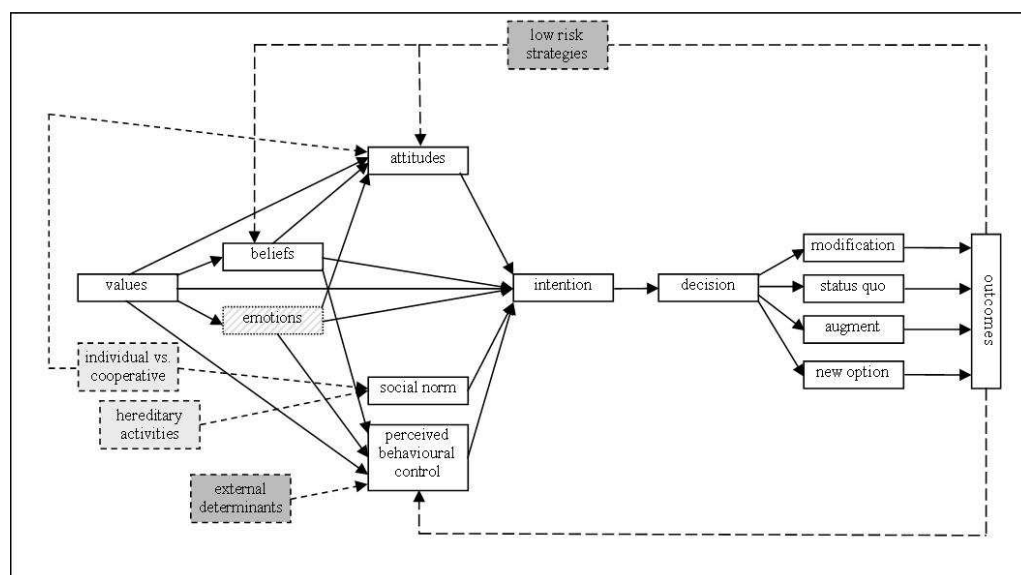 low risk
strategies
attitudes
beliefs
modification
values
intention
decision
status quo
outcomes
emotions
augment
individual vs.
cooperative
social norm
new option
hereditary
activities
perceived
behavioural
control
external
determinants